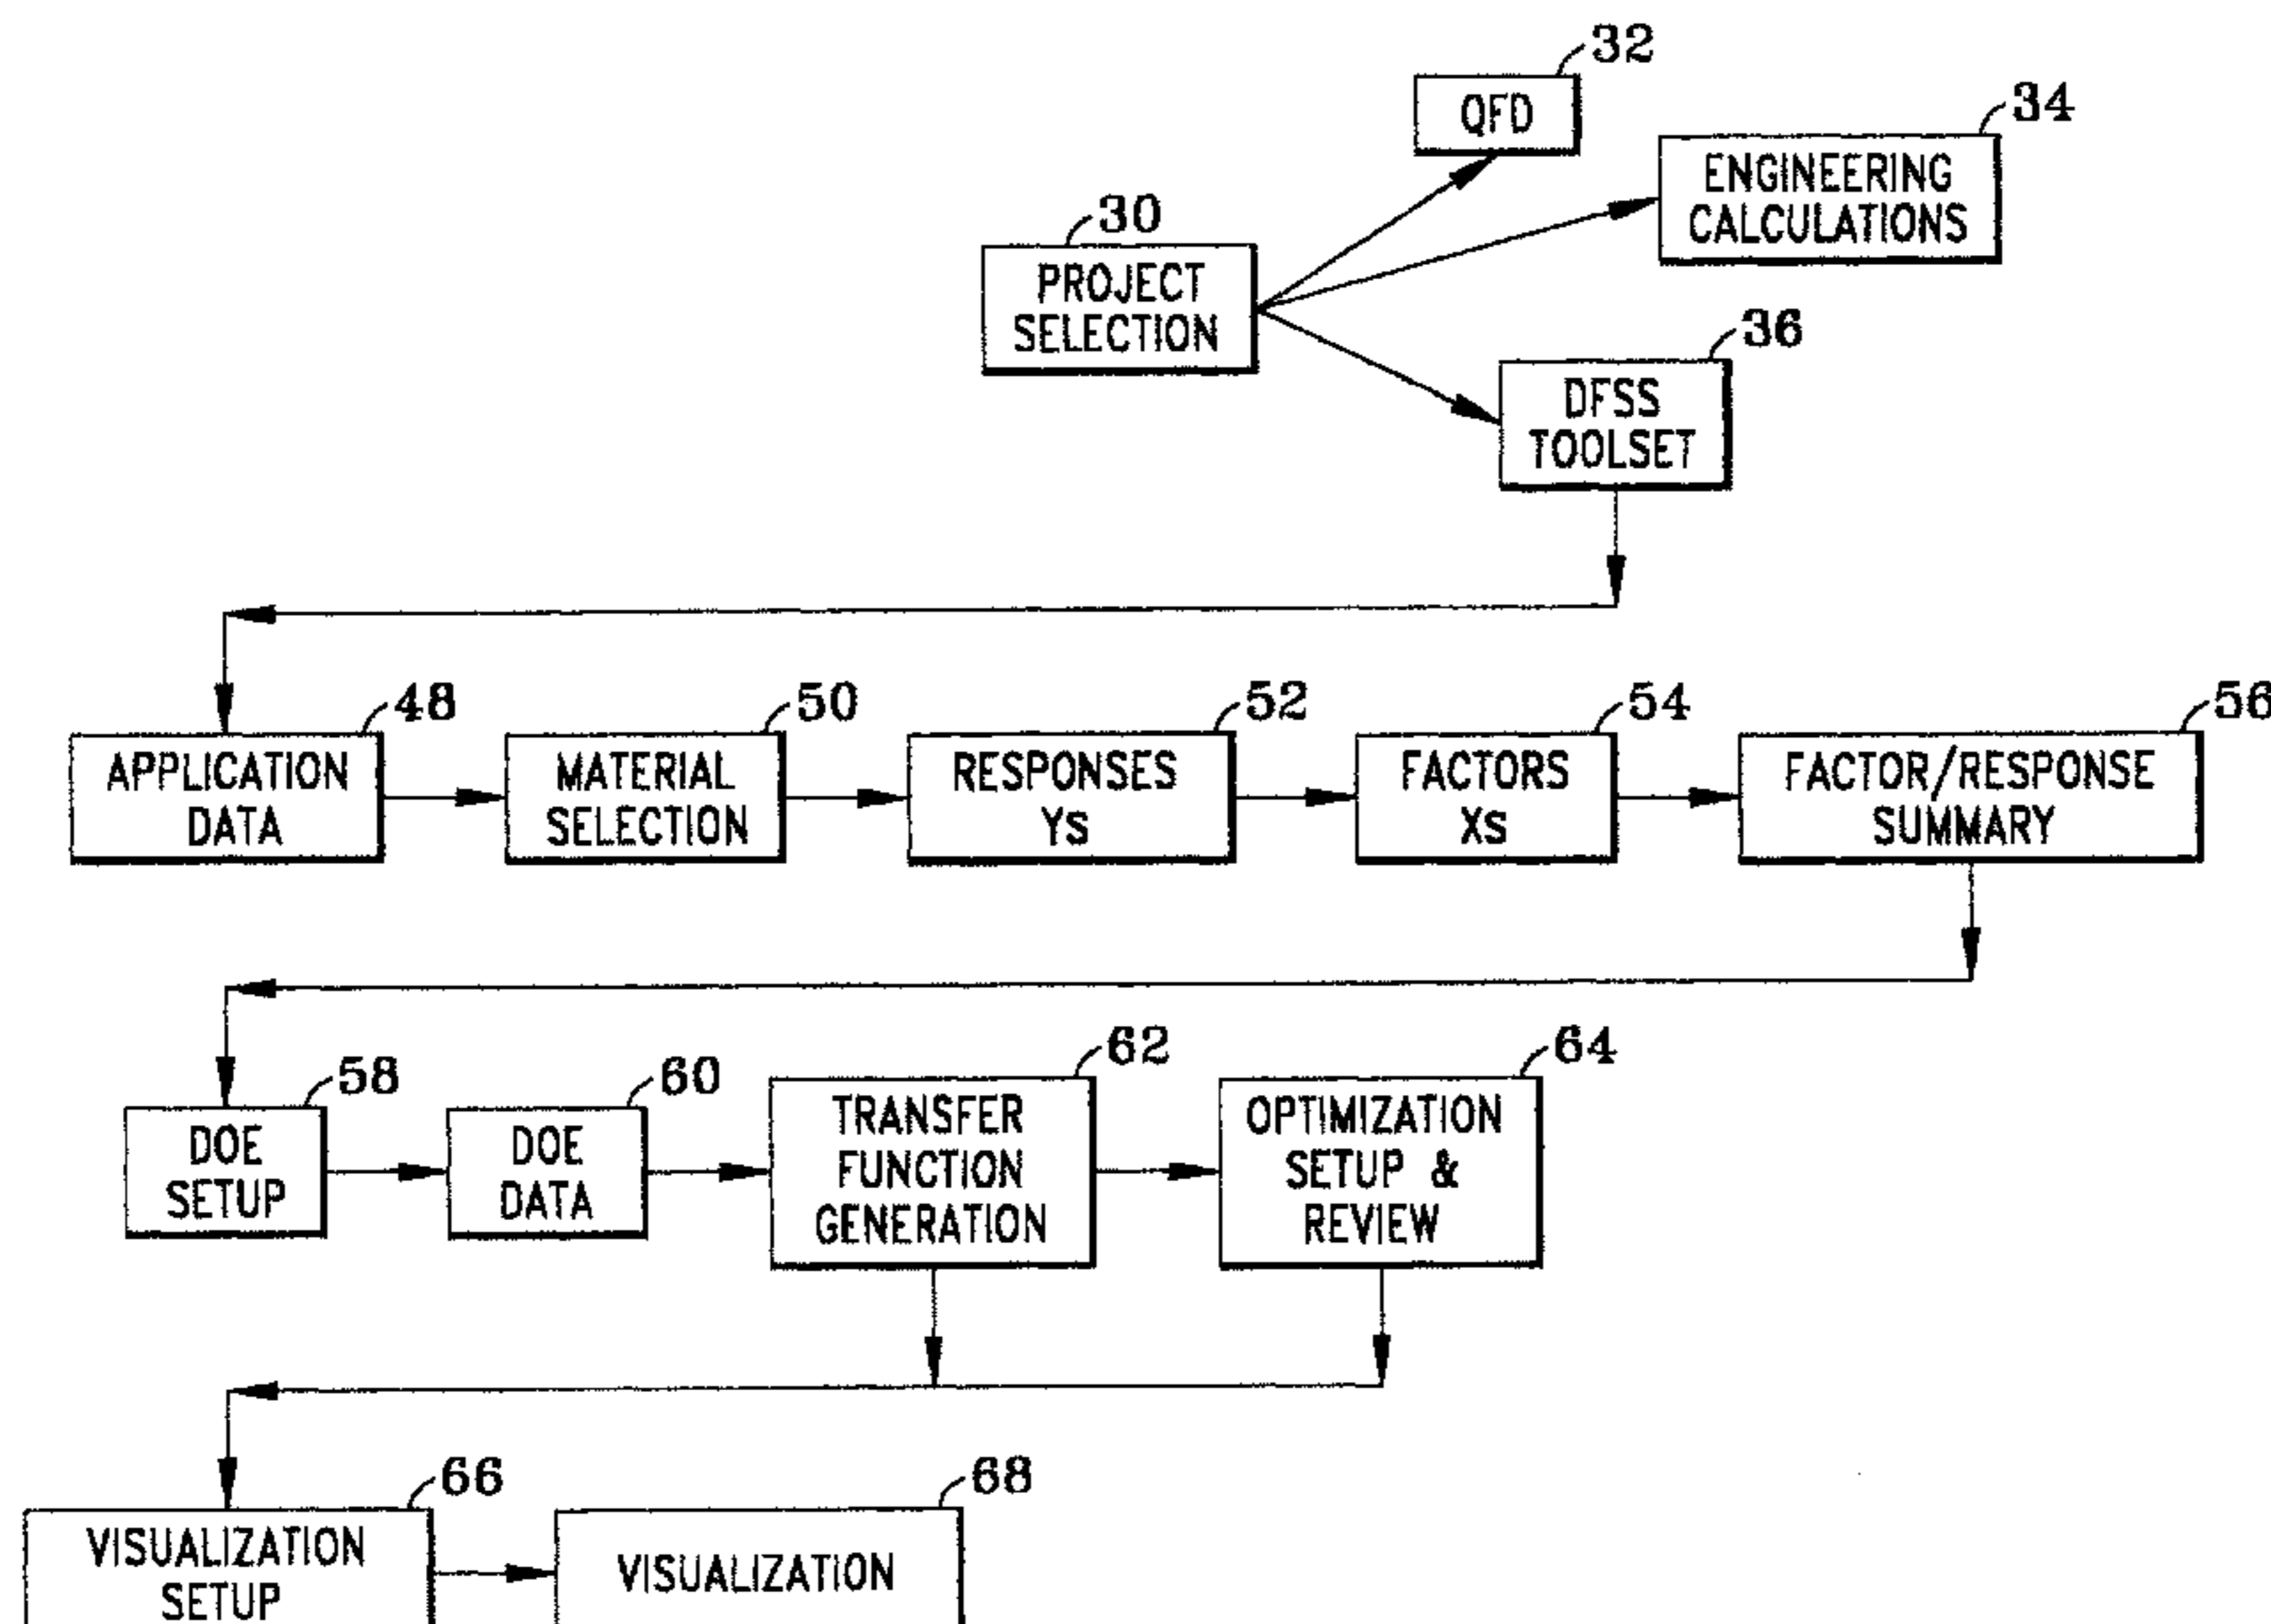 32
QFD
34
ENGINEERING
CALCULATIONS
30
PROJECT
SELECTION
36
DFSS
TOOLSET
48
APPLICATION
DATA
50
MATERIAL
SELECTION
52
RESPONSES
Ys
54
FACTORS
Xs
56
FACTOR/RESPONSE
SUMMARY
58
DOE
SETUP
60
DOE
DATA
62
TRANSFER
FUNCTION
GENERATION
64
OPTIMIZATION
SETUP &
REVIEW
66
VISUALIZATION
SETUP
68
VISUALIZATION